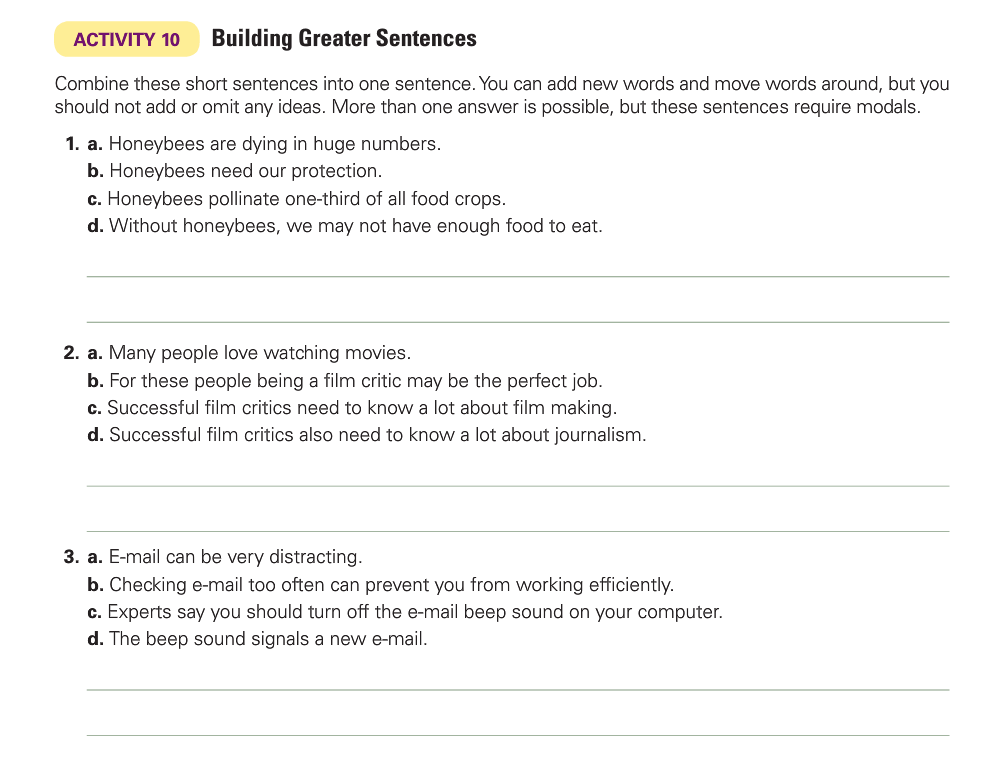 ACTIVITY 10 Building Greater Sentences
Combine these short sentences into one sentence. You can add new words and move words around, but you
should not add or omit any ideas. More than one answer is possible, but these sentences require modals.
1. a. Honeybees are dying in huge numbers.
b. Honeybees need our protection.
c. Honeybees pollinate one-third of all food crops.
d. Without honeybees, we may not have enough food to eat.
2. a. Many people love watching movies.
b. For these people being a film critic may be the perfect job.
c. Successful film critics need to know a lot about film making.
d. Successful film critics also need to know a lot about journalism.
3. a. E-mail can be very distracting.
b. Checking e-mail too often can prevent you from working efficiently.
c. Experts say you should turn off the e-mail beep sound on your computer.
d. The beep sound signals a new e-mail.